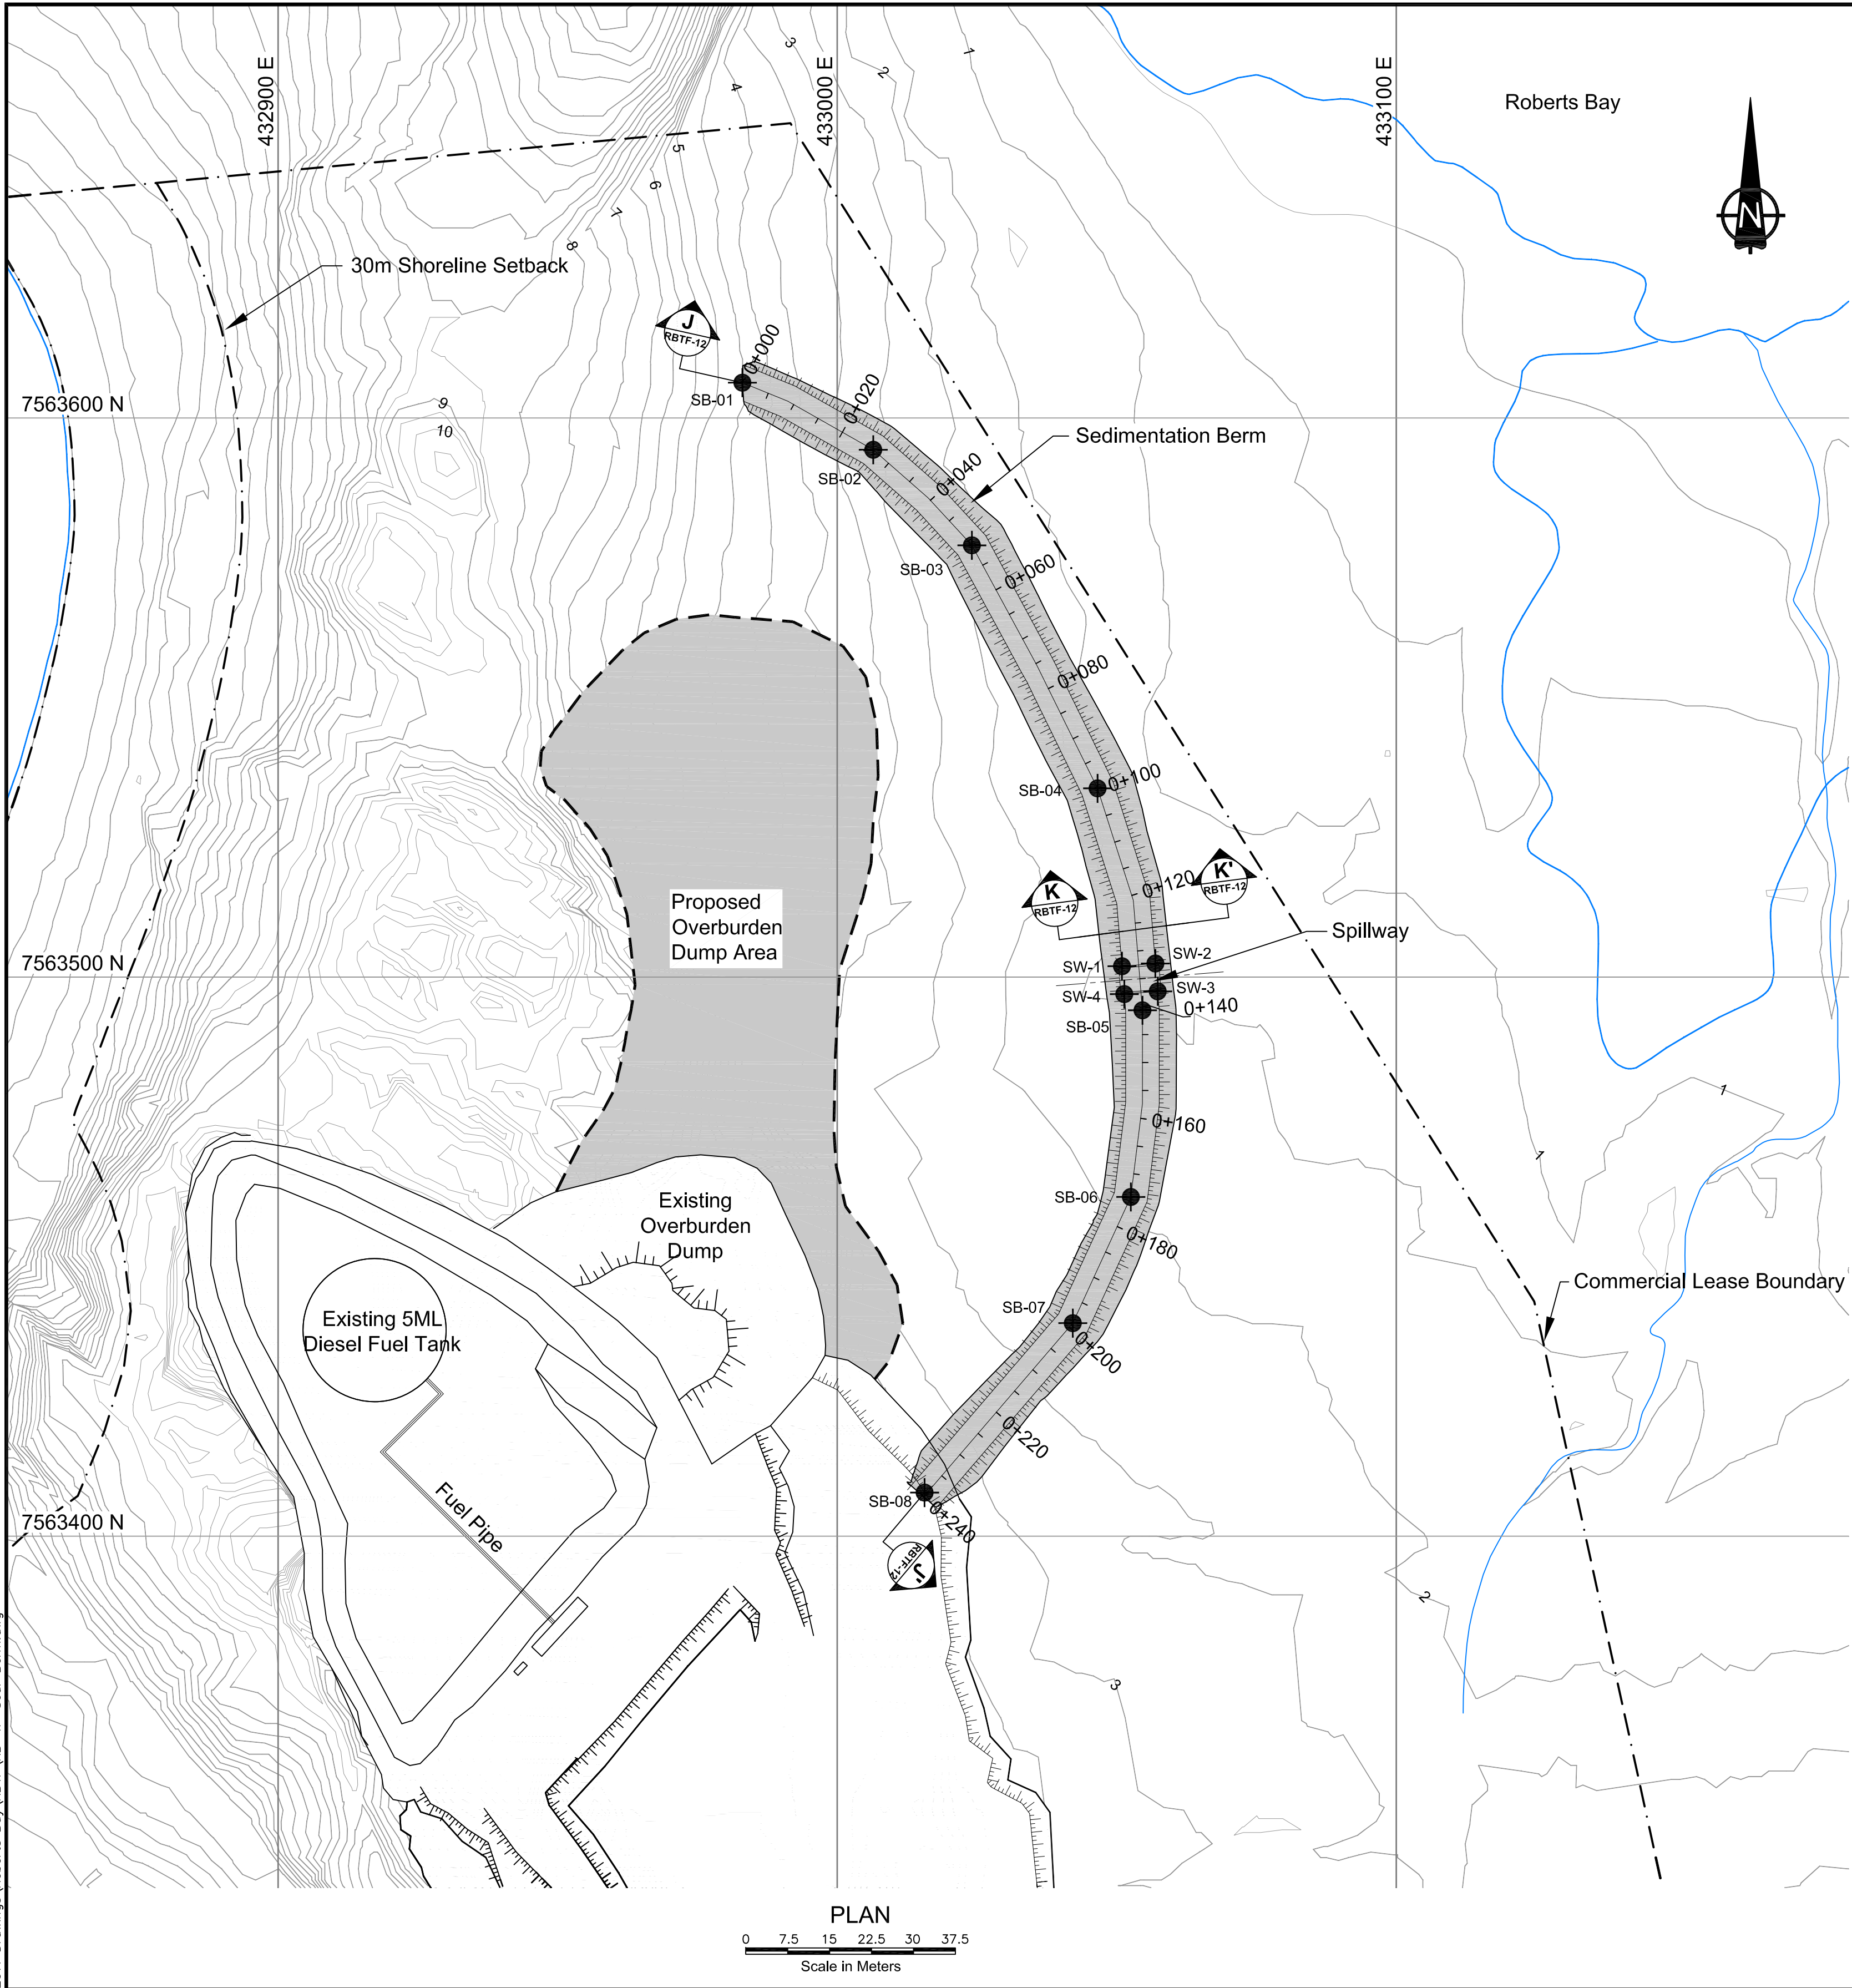 432900 E
433000 E
433100 E
3
2
1
4
5
6
7
8
Roberts Bay
N
30m Shoreline Setback
J
RBTF-12
0+000
SB-01
7563600 N
9
10
0+020
SB-02
Sedimentation Berm
0+040
SB-03
0+060
0+080
SB-04
0+100
K
RBTF-12
0+120
K'
RBTF-12
Proposed
Overburden
Dump Area
Spillway
7563500 N
SW-1
SW-2
SW-4
SW-3
0+140
SB-05
1
0+160
1
SB-06
Existing
Overburden
Dump
0+180
Commercial Lease Boundary
SB-07
Existing 5ML
Diesel Fuel Tank
0+200
0+220
SB-08
0+240
7563400 N
Fuel Pipe
J'
RBTF-12
2
3
PLAN
0 7.5 15 22.5 30 37.5
Scale in Meters